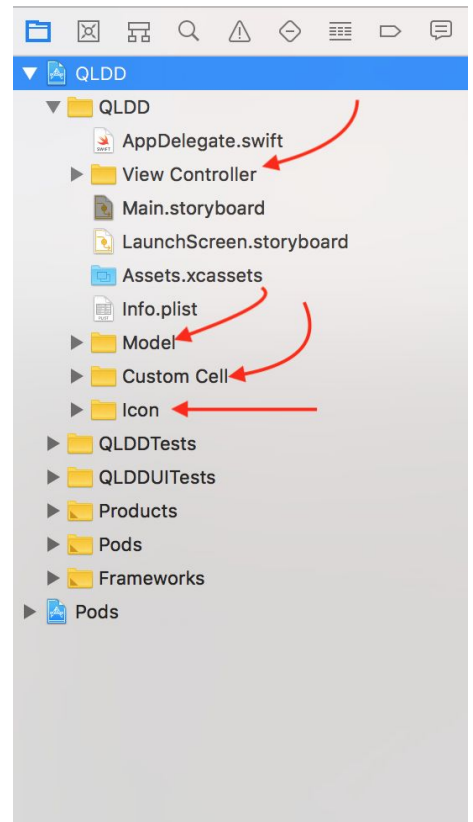 QLDD
QLDD
AppDelegate.swift
View Controller
Main.storyboard
LaunchScreen.storyboard
Assets.xcassets
Info.plist
Model
Custom Cell
Icon
QLDDTests
QLDDUITests
Products
Pods
Frameworks
Pods